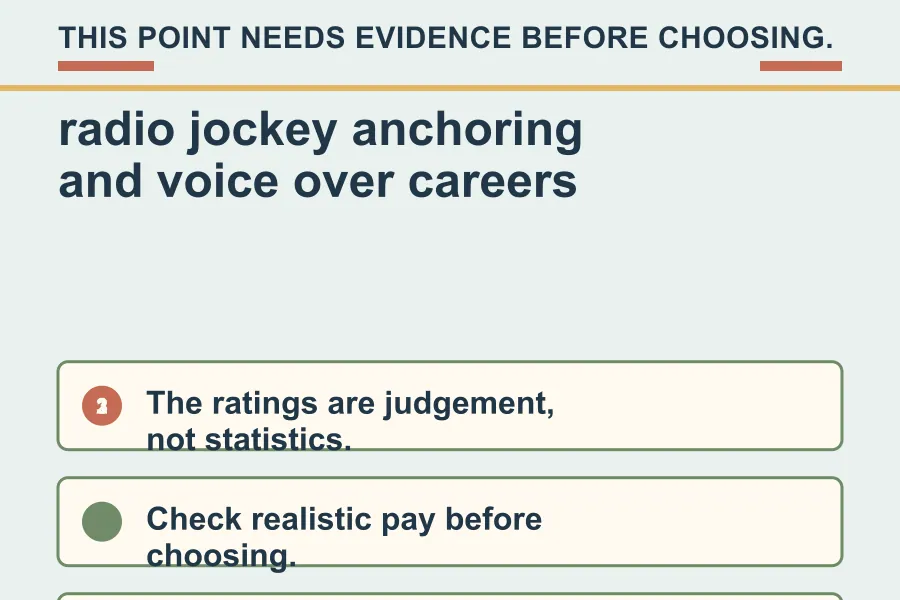 THIS POINT NEEDS EVIDENCE BEFORE CHOOSING.
radio jockey anchoring
and voice over careers
The ratings are judgement,
not statistics.
Check realistic pay before
choosing.